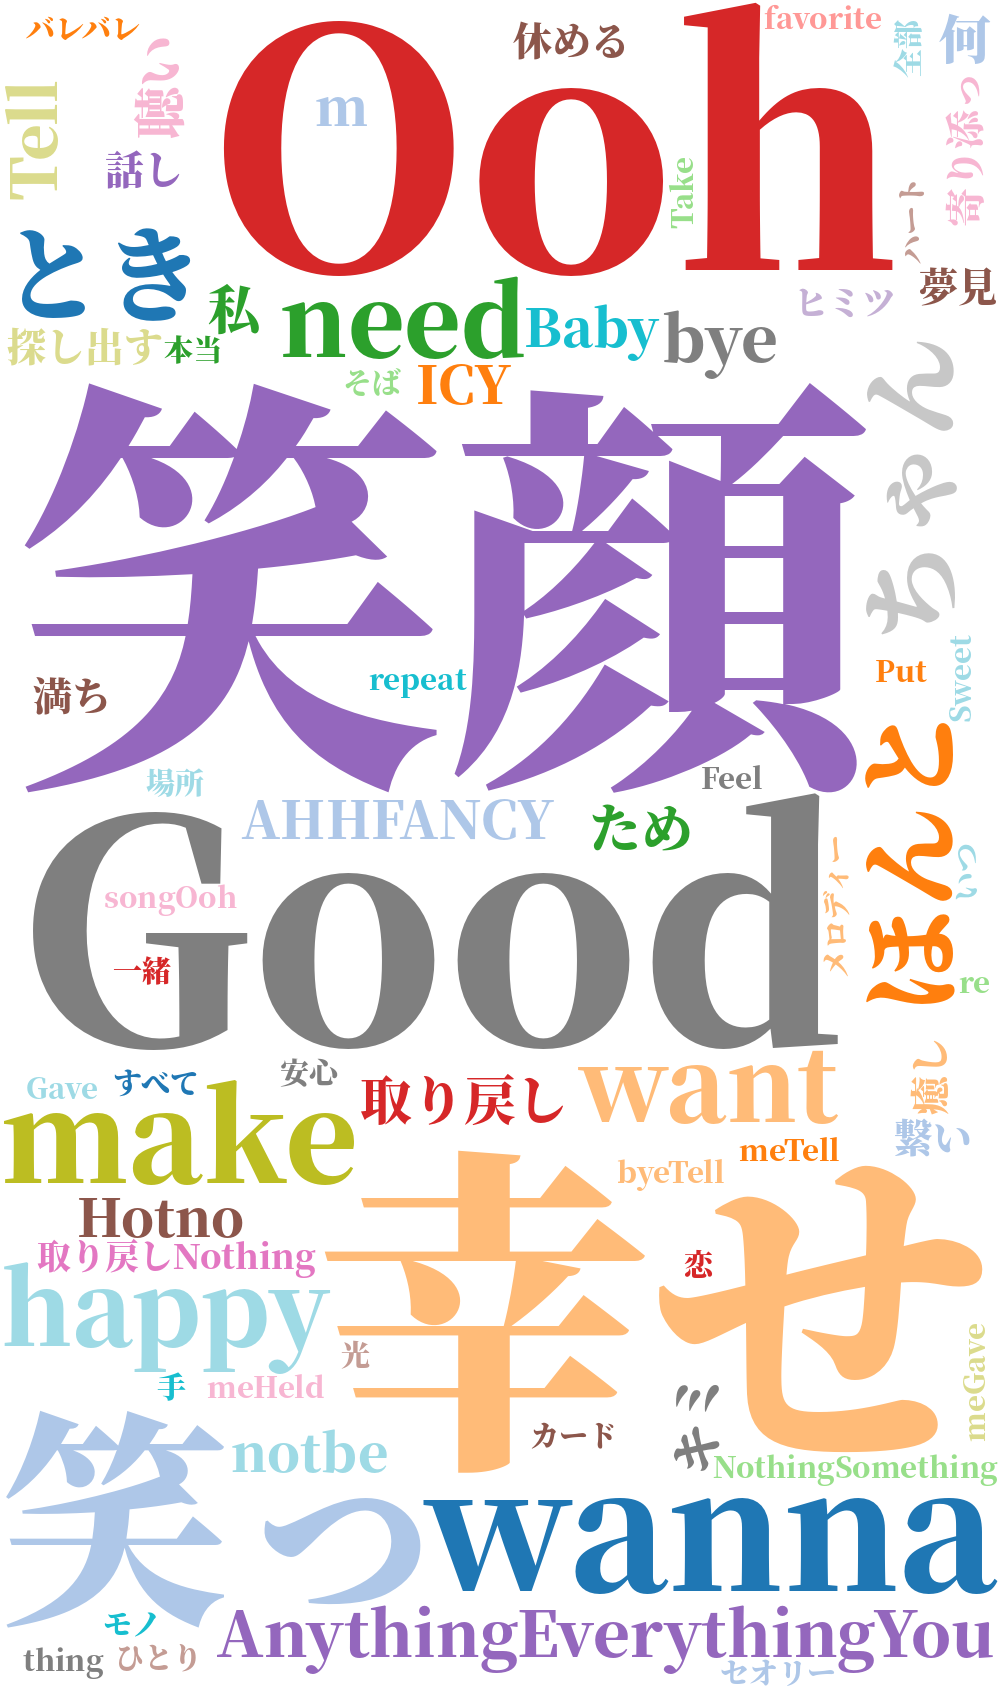 バレバレ
Ooh
休める
favorite
全部
何
Tell
聴い
m
話し
Take
寄り添っ
ハート
とき
私
need
Baby
bye
ヒミツ
夢見
探し出す
本当
そば
ICY
ちゃん
笑顔
満ち
repeat
Put
Sweet
場所
Feel
ほんと
AHHFANCY
ため
Good
songOoh
一緒
メロディー
つい
re
Gave
すべて
安心
取り戻し
want
癒し
繋い
make
meTell
byeTell
Hotno
幸せ
取り戻しNothing
恋
happy
光
手
meHeld
meGave
キミ
カード
notbe
NothingSomething
笑っ
wanna
モノ
AnythingEverythingYou
thing
ひとり
セオリー